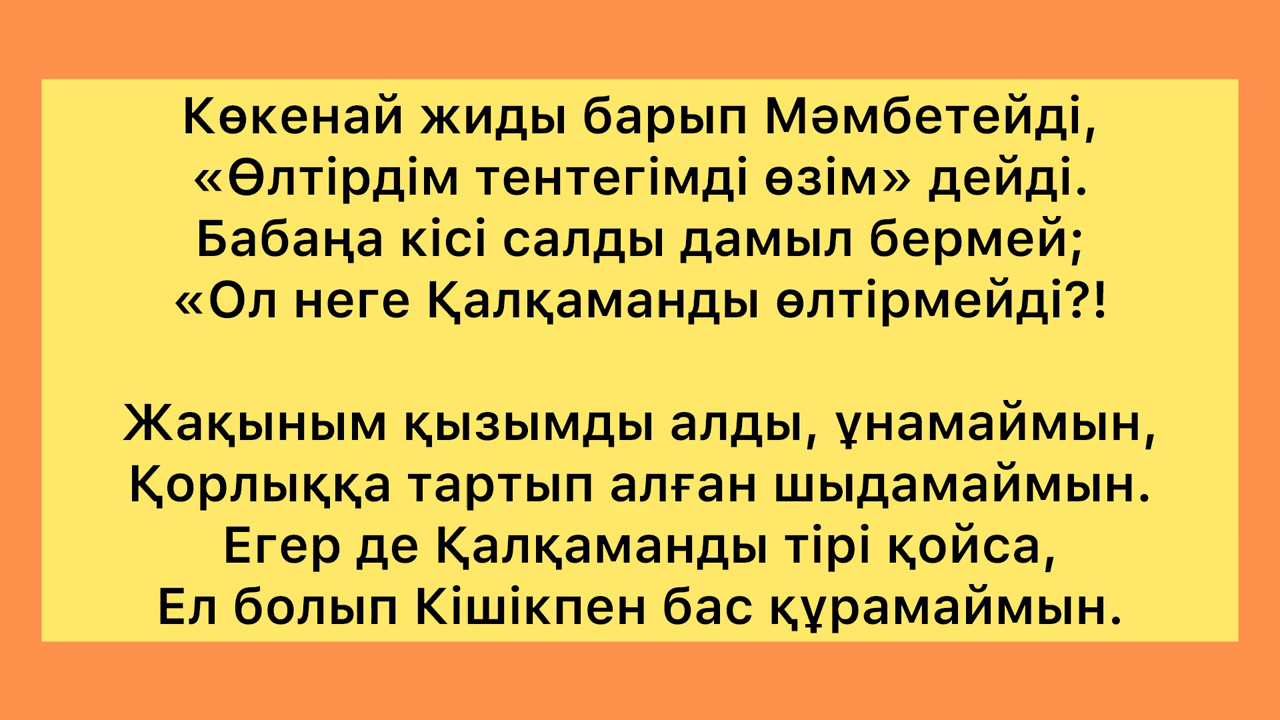 Көкенай жиды барып Мәмбетейді,
«Өлтірдім тентегімді өзім» дейді.
Бабаңа кісі салды дамыл бермей;
«Ол неге Қалқаманды өлтірмейді?!
Жақыным қызымды алды, ұнамаймын,
Қорлыққа тартып алған шыдамаймын.
Егер де Қалқаманды тірі қойса,
Ел болып Кішікпен бас құрамаймын.